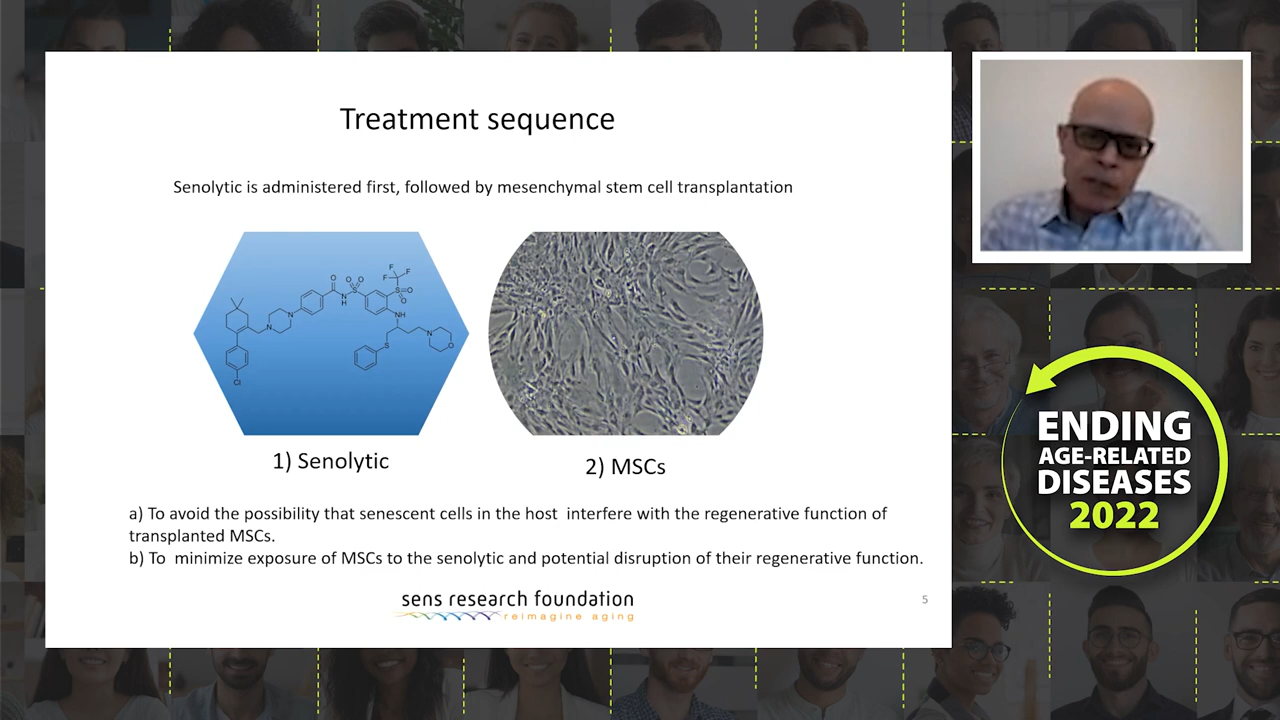 Treatment sequence
Senolytic is administered first, followed by mesenchymal stem cell transplantation
F
F
F
O
O
O
S
S
O
O
N
H
N
N
NH
S
N
O
Cl
1) Senolytic
2) MSCs
a) To avoid the possibility that senescent cells in the host interfere with the regenerative function of
transplanted MSCs.
b) To minimize exposure of MSCs to the senolytic and potential disruption of their regenerative function.
sens research foundation
reimagine aging
5
ENDING
AGE-RELATED
DISEASES
2022